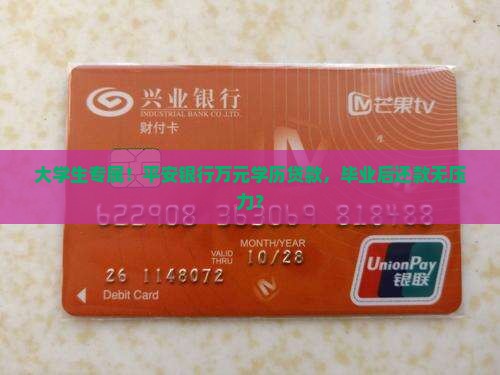 兴业银行
INDUSTRIAL BANK CO.,LTD.
财付卡
芒果tv
大学生专属！平安银行万元学历贷款，毕业后还款无压
力？
622908 818488
VALID
THRU
MONTH/YEAR
10/28
26 1148072
Debit Card
UnionPay
银联